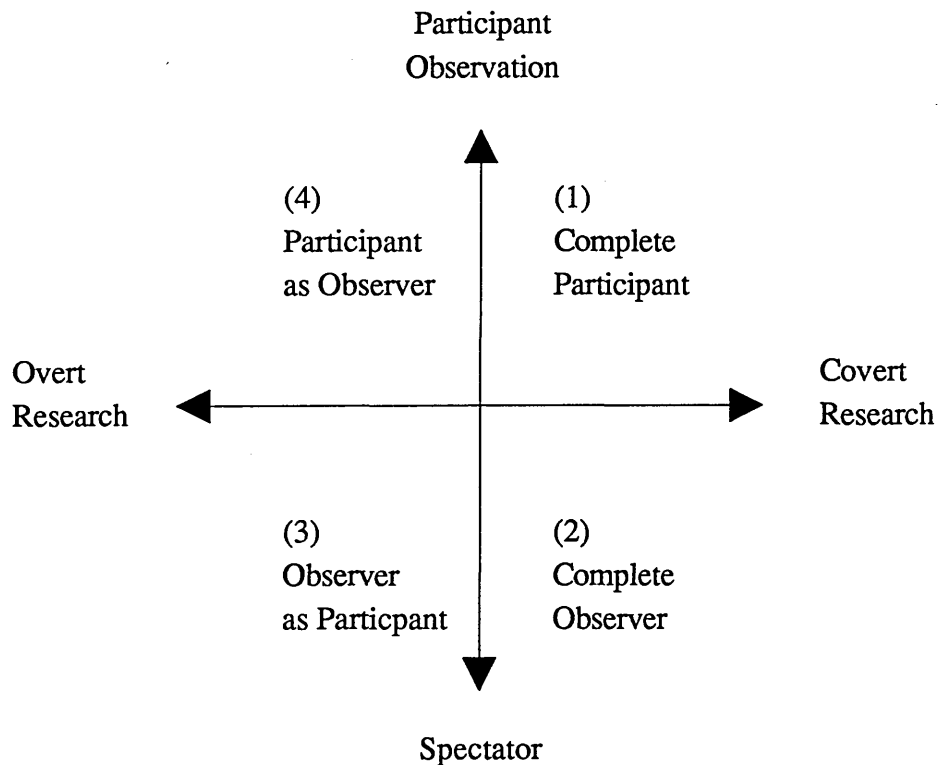 Participant
Observation
(4)
Participant
as Observer
(1)
Complete
Participant
Overt
Research
Covert
Research
(3)
Observer
as Particpant
(2)
Complete
Observer
Spectator